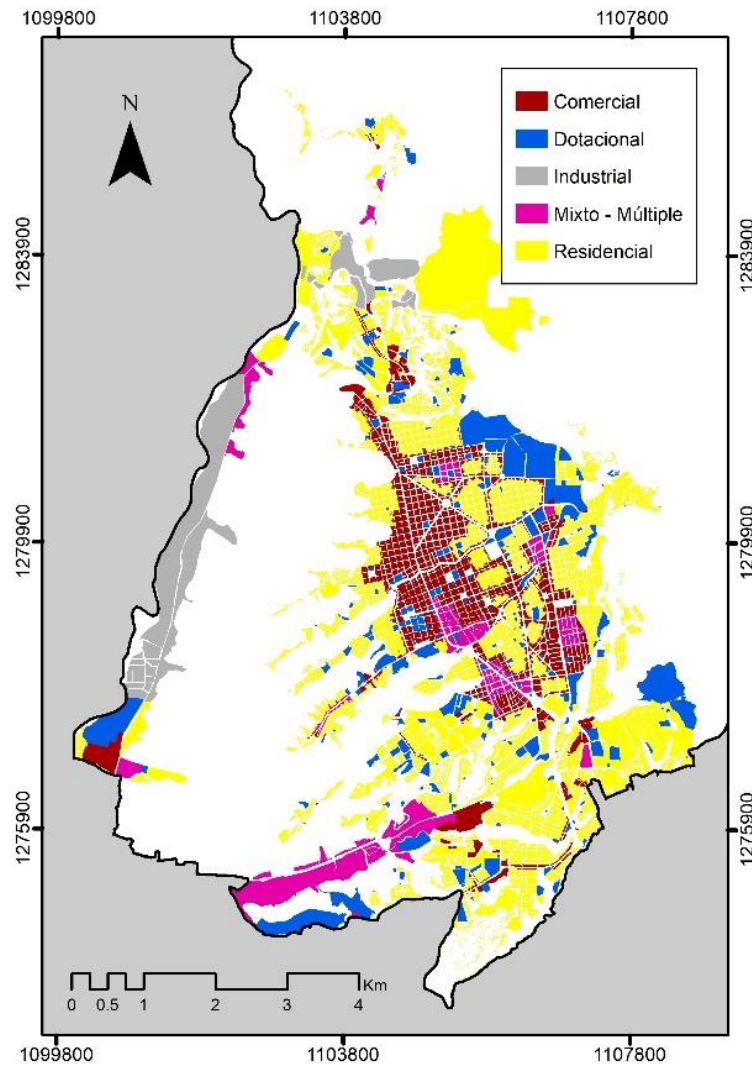 1099800 1103800 1107800
N
Comercial
Dotacional
Industrial
Mixto - Múltiple
Residencial
1283900 1283900
1279900 1279900
1275900 1275900
Km
0 0.5 1 2 3 4
1099800 1103800 1107800